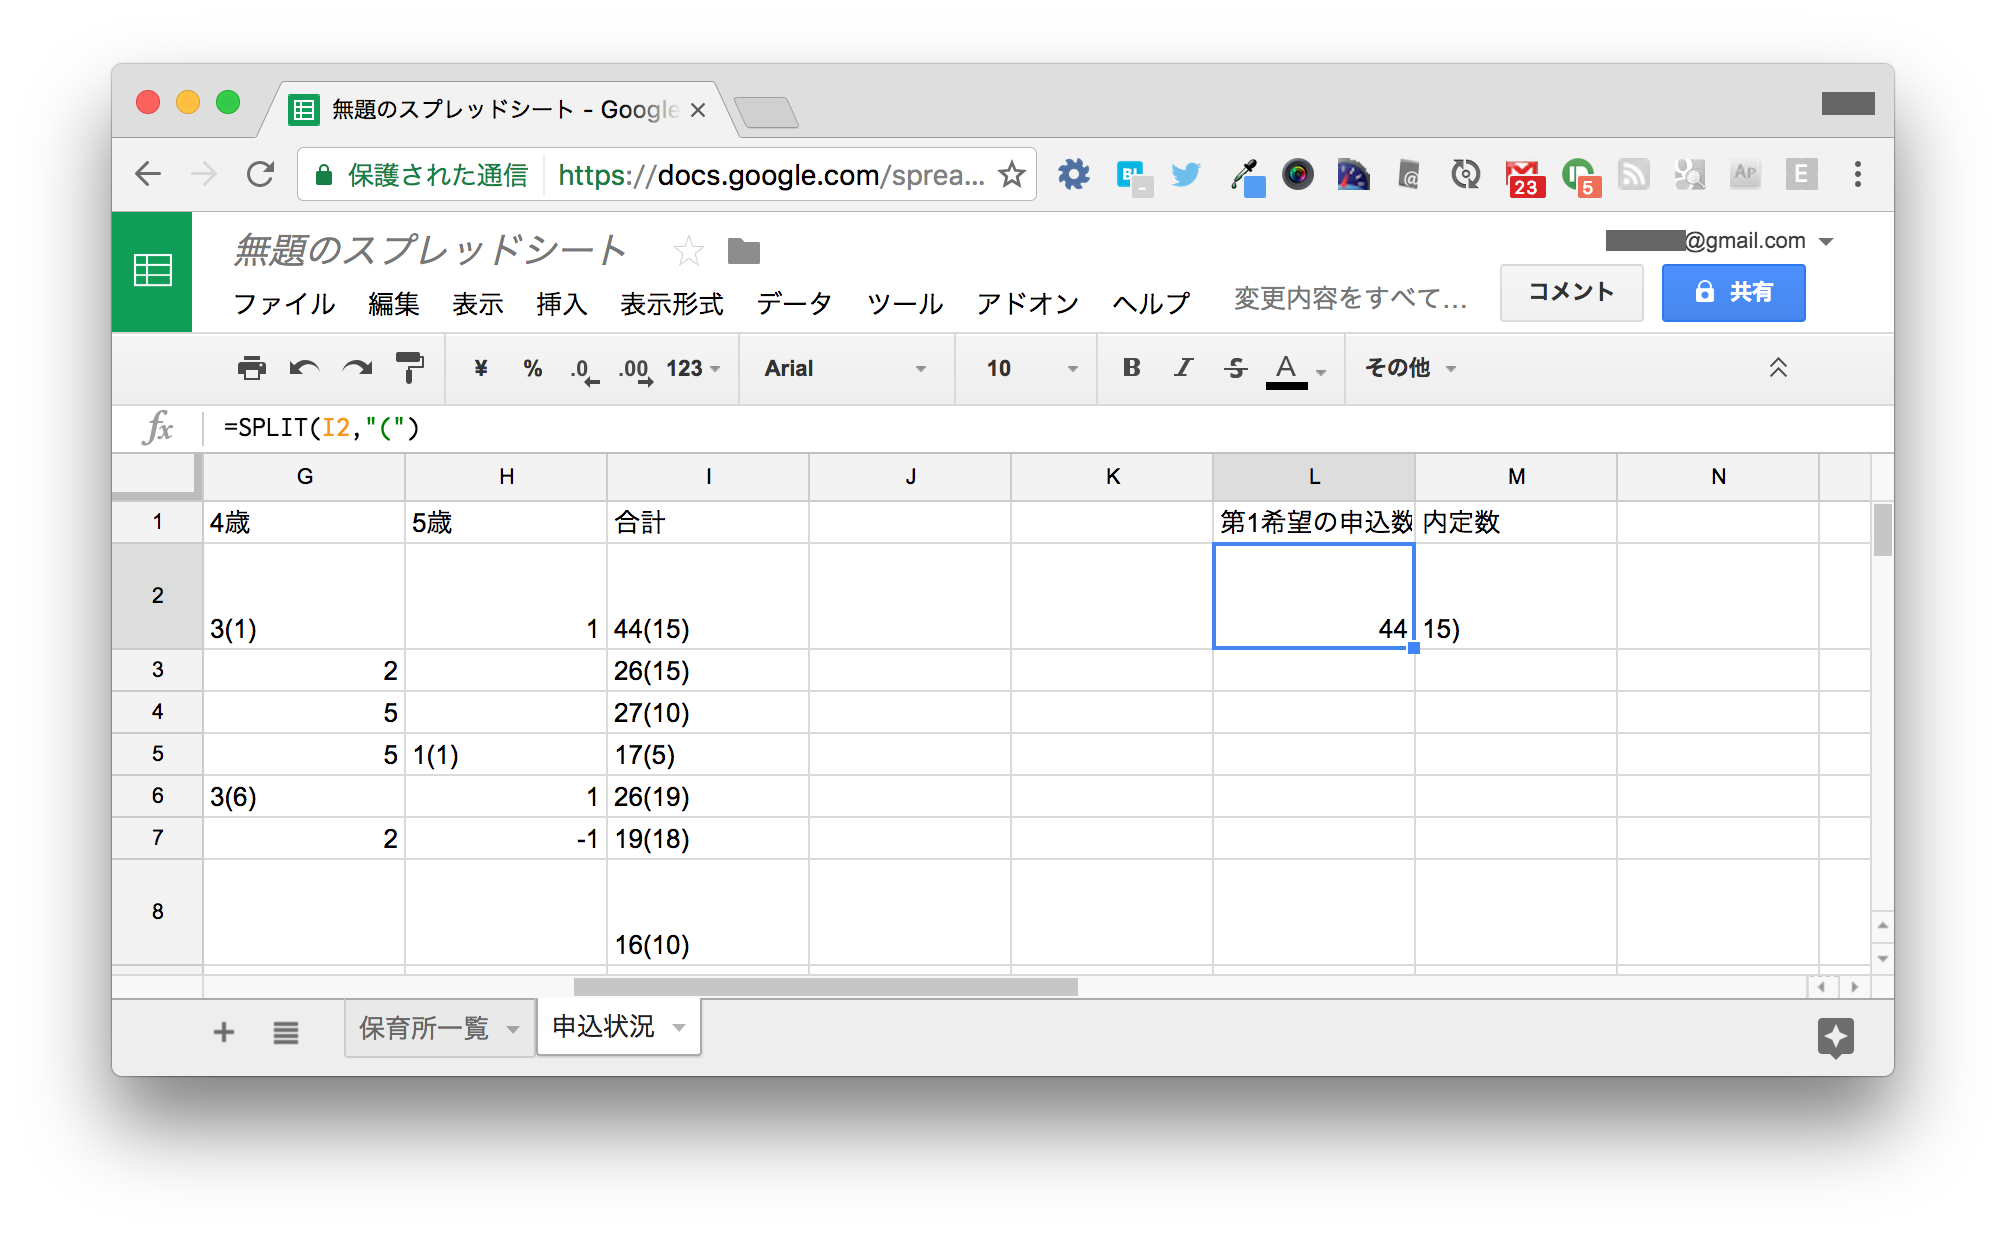 無題のスプレッドシート - Google
保護された通信 https://docs.google.com/sprea...
B! 23 5 AP E
無題のスプレッドシート
@gmail.com
ファイル 編集 表示 挿入 表示形式 データ ツール アドオン ヘルプ 変更内容をすべて... コメント 共有
¥ % .0 .00 123 Arial 10 B I S A その他
fx =SPLIT(I2,"(")
G H I J K L M N
1 4歳 5歳 合計 第1希望の申込数 内定数
2 3(1) 1 44(15) 44 15)
3 2 26(15)
4 5 27(10)
5 5 1(1) 17(5)
6 3(6) 1 26(19)
7 2 -1 19(18)
8 16(10)
保育所一覧 申込状況